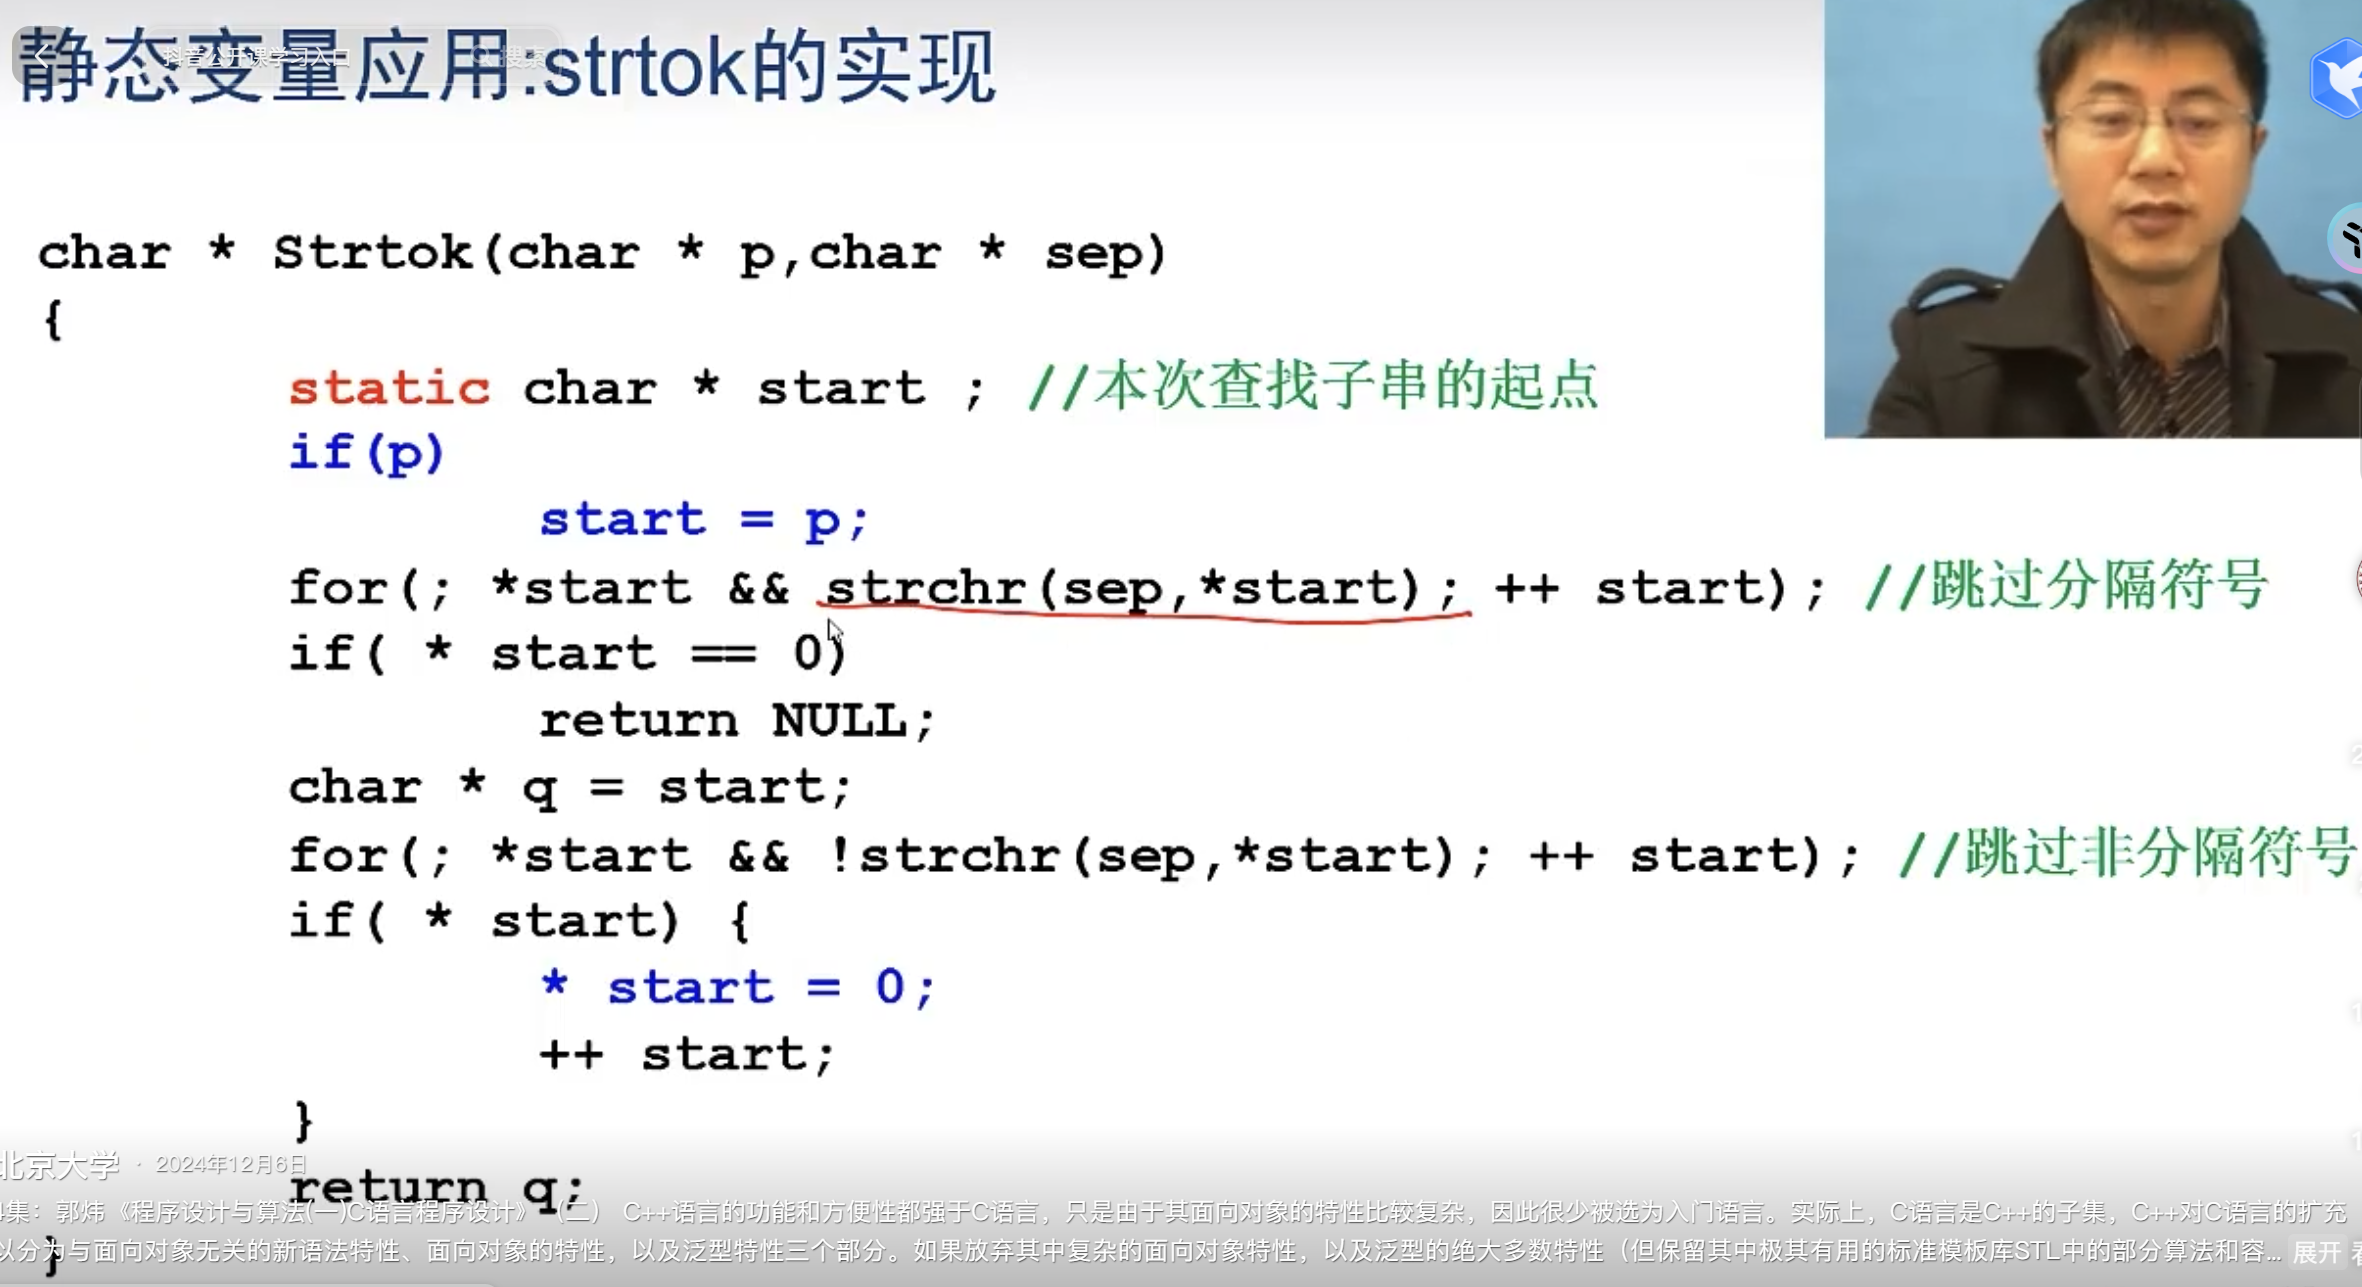 静态变量应用:strtok的实现
抖音公开课学习入口
搜索
char * Strtok(char * p,char * sep)
{
static char * start ; //本次查找子串的起点
if(p)
start = p;
for(; *start && strchr(sep,*start); ++ start); //跳过分隔符号
if( * start == 0)
return NULL;
char * q = start;
for(; *start && !strchr(sep,*start); ++ start); //跳过非分隔符号
if( * start) {
* start = 0;
++ start;
}
北京大学 · 2024年12月6日
return q;
集：郭炜《程序设计与算法(一)C语言程序设计》（二） C++语言的功能和方便性都强于C语言，只是由于其面向对象的特性比较复杂，因此很少被选为入门语言。实际上，C语言是C++的子集，C++对C语言的扩充
以分为与面向对象无关的新语法特性、面向对象的特性，以及泛型特性三个部分。如果放弃其中复杂的面向对象特性，以及泛型的绝大多数特性（但保留其中极其有用的标准模板库STL中的部分算法和容... 展开
}